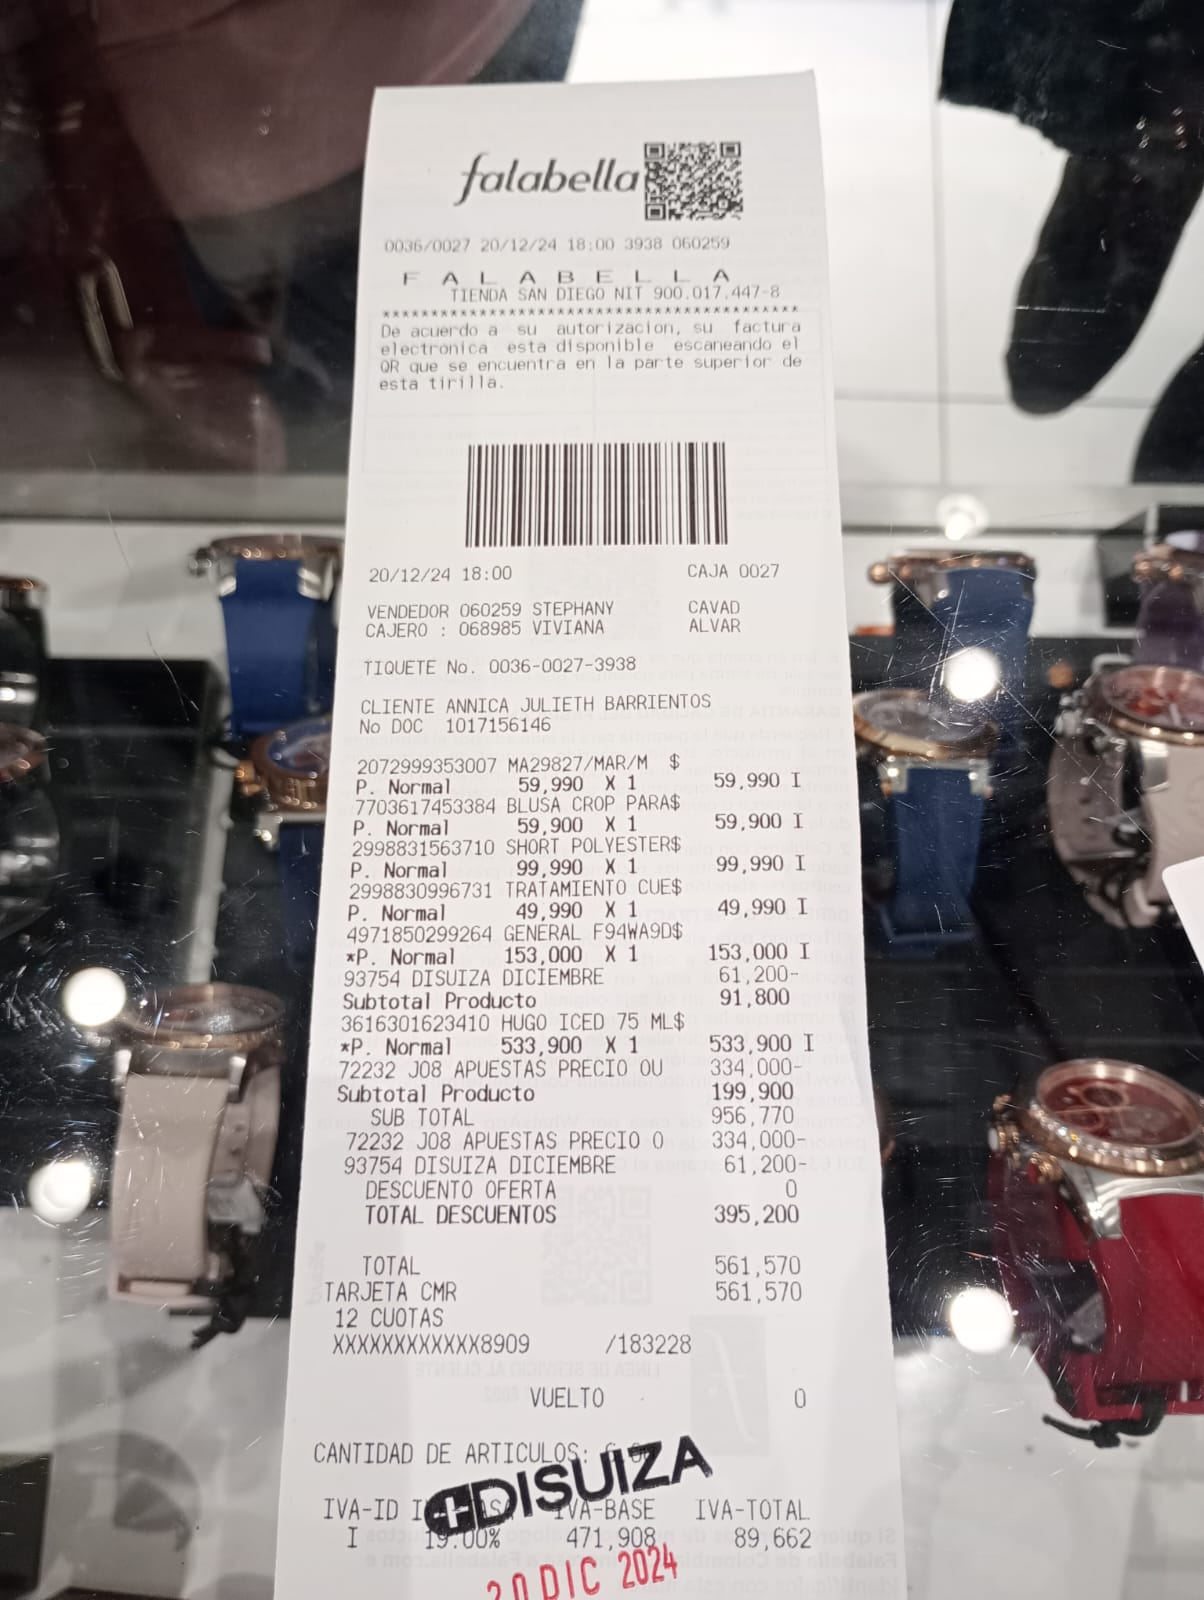 falabella
0036/0027 20/12/24 18:00 3938 060259
F A L A B E L L A
TIENDA SAN DIEGO NIT 900.017.447-8
******************************************
De acuerdo a su autorizacion, su factura
electronica esta disponible escaneando el
QR que se encuentra en la parte superior de
esta tirilla.
20/12/24 18:00 CAJA 0027
VENDEDOR 060259 STEPHANY CAVAD
CAJERO : 068985 VIVIANA ALVAR
TIQUETE No. 0036-0027-3938
CLIENTE ANNICA JULIETH BARRIENTOS
No DOC 1017156146
2072999353007 MA29827/MAR/M $
P. Normal 59,990 X 1 59,990 I
7703617453384 BLUSA CROP PARA$
P. Normal 59,900 X 1 59,900 I
2998831563710 SHORT POLYESTER$
P. Normal 99,990 X 1 99,990 I
2998830996731 TRATAMIENTO CUE$
P. Normal 49,990 X 1 49,990 I
4971850299264 GENERAL F94WA9D$
*P. Normal 153,000 X 1 153,000 I
93754 DISUIZA DICIEMBRE 61,200-
Subtotal Producto 91,800
3616301623410 HUGO ICED 75 ML$
*P. Normal 533,900 X 1 533,900 I
72232 J08 APUESTAS PRECIO OU 334,000-
Subtotal Producto 199,900
SUB TOTAL 956,770
72232 J08 APUESTAS PRECIO O 334,000-
93754 DISUIZA DICIEMBRE 61,200-
DESCUENTO OFERTA 0
TOTAL DESCUENTOS 395,200
TOTAL 561,570
TARJETA CMR 561,570
12 CUOTAS
XXXXXXXXXXXX8909 /183228
VUELTO 0
CANTIDAD DE ARTICULOS:
DISUIZA
IVA-ID IVA-BASE IVA-TOTAL
I 19.00% 471,908 89,662
20 DIC 2024